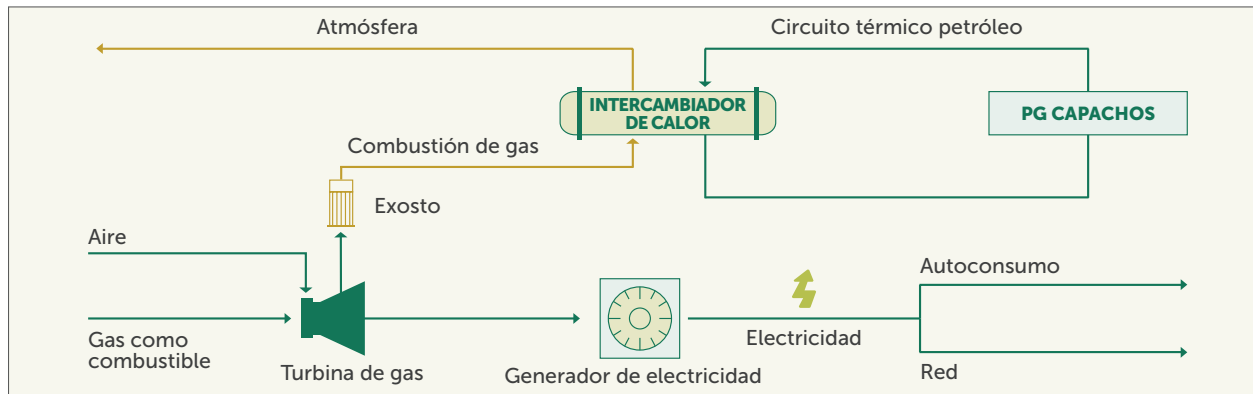 Atmósfera
Circuito térmico petróleo
INTERCAMBIADOR
DE CALOR
PG CAPACHOS
Combustión de gas
Exosto
Aire
Autoconsumo
Gas como
combustible
Turbina de gas
Generador de electricidad
Electricidad
Red